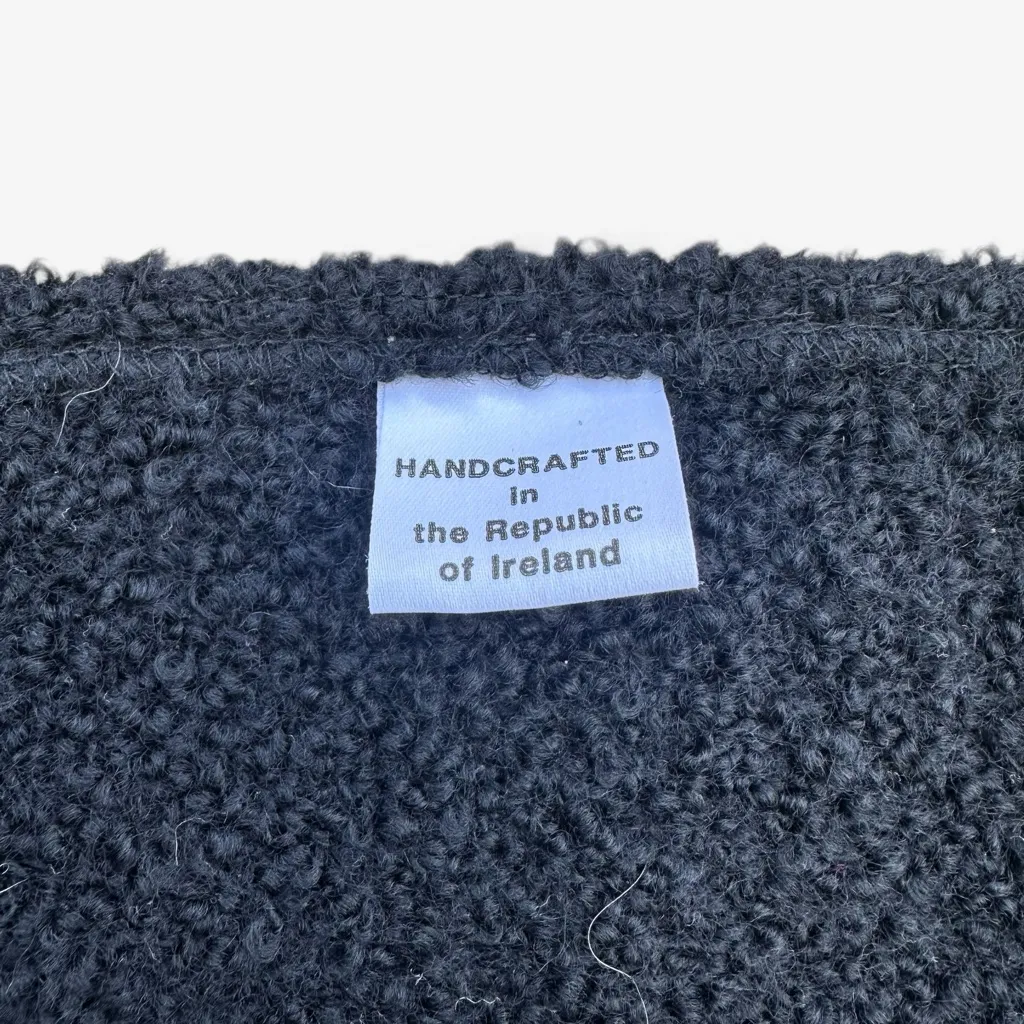 HANDCRAFTED
in
the Republic
of Ireland